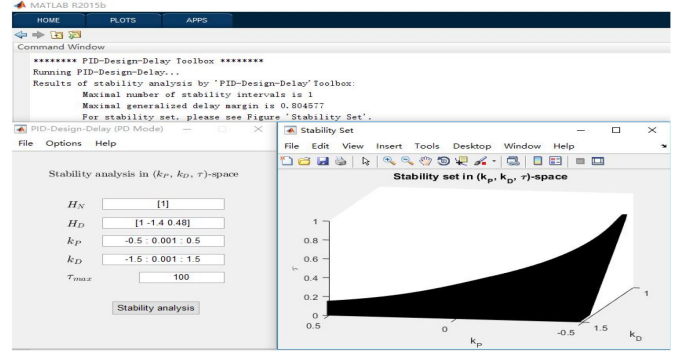 MATLAB R2015b
HOME PLOTS APPS
Command Window
******** PID-Design-Delay Toolbox ********
Running PID-Design-Delay...
Results of stability analysis by 'PID-Design-Delay'Toolbox:
Maximal number of stability intervals is 1
Maximal generalized delay margin is 0.804577
For stability set, please see Figure 'Stability Set'.
PID-Design-Delay (PD Mode)
File Options Help
Stability analysis in (kP, kD, τ)-space
HN [1]
HD [1 -1.4 0.48]
kP -0.5 : 0.001 : 0.5
kD -1.5 : 0.001 : 1.5
τmax 100
Stability analysis
Stability Set
File Edit View Insert Tools Desktop Window Help
Stability set in (kP, kD, τ)-space
1
0.8
0.6
0.4
0.2
0
τ
0.5
0
-0.5
kP
1.5
1
kD